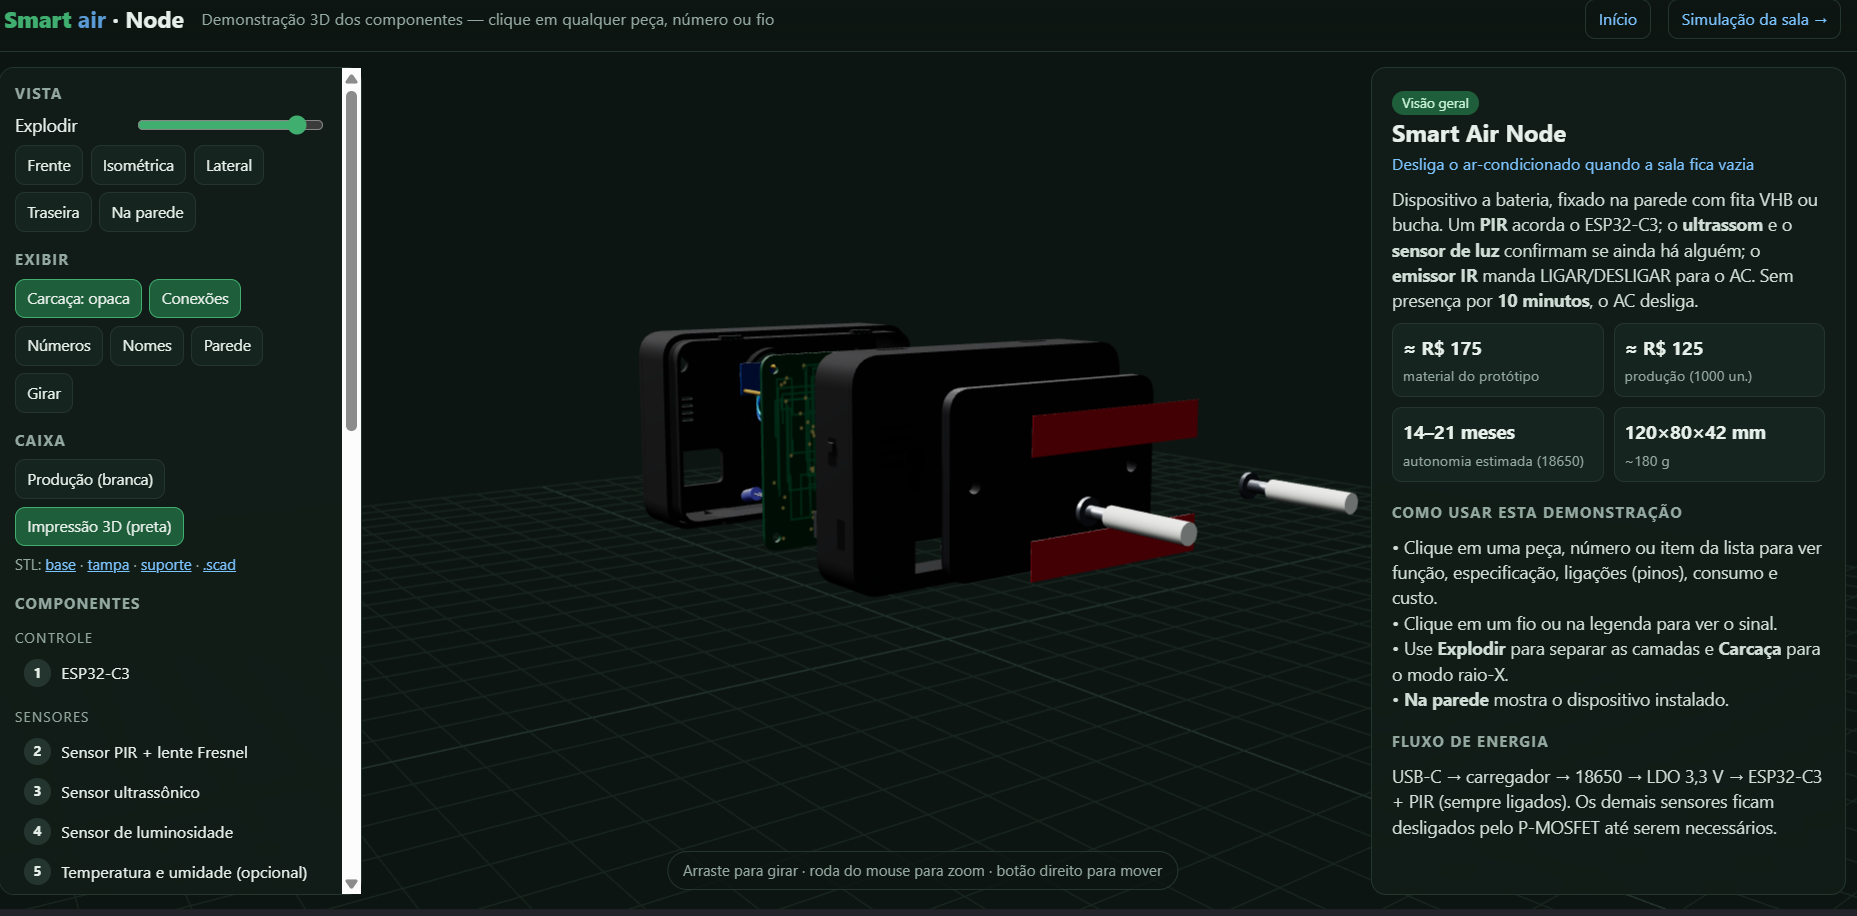 Smart air · Node
Demonstração 3D dos componentes — clique em qualquer peça, número ou fio
Início
Simulação da sala →
VISTA
Explodir
Frente
Isométrica
Lateral
Traseira
Na parede
EXIBIR
Carcaça: opaca
Conexões
Números
Nomes
Parede
Girar
CAIXA
Produção (branca)
Impressão 3D (preta)
STL: base · tampa · suporte · .scad
COMPONENTES
CONTROLE
1 ESP32-C3
SENSORES
2 Sensor PIR + lente Fresnel
3 Sensor ultrassônico
4 Sensor de luminosidade
5 Temperatura e umidade (opcional)
Arraste para girar · roda do mouse para zoom · botão direito para mover
Visão geral
Smart Air Node
Desliga o ar-condicionado quando a sala fica vazia
Dispositivo a bateria, fixado na parede com fita VHB ou
bucha. Um PIR acorda o ESP32-C3; o ultrassom e o
sensor de luz confirmam se ainda há alguém; o
emissor IR manda LIGAR/DESLIGAR para o AC. Sem
presença por 10 minutos, o AC desliga.
≈ R$ 175
material do protótipo
≈ R$ 125
produção (1000 un.)
14–21 meses
autonomia estimada (18650)
120×80×42 mm
~180 g
COMO USAR ESTA DEMONSTRAÇÃO
• Clique em uma peça, número ou item da lista para ver
função, especificação, ligações (pinos), consumo e
custo.
• Clique em um fio ou na legenda para ver o sinal.
• Use Explodir para separar as camadas e Carcaça para
o modo raio-X.
• Na parede mostra o dispositivo instalado.
FLUXO DE ENERGIA
USB-C → carregador → 18650 → LDO 3,3 V → ESP32-C3
+ PIR (sempre ligados). Os demais sensores ficam
desligados pelo P-MOSFET até serem necessários.